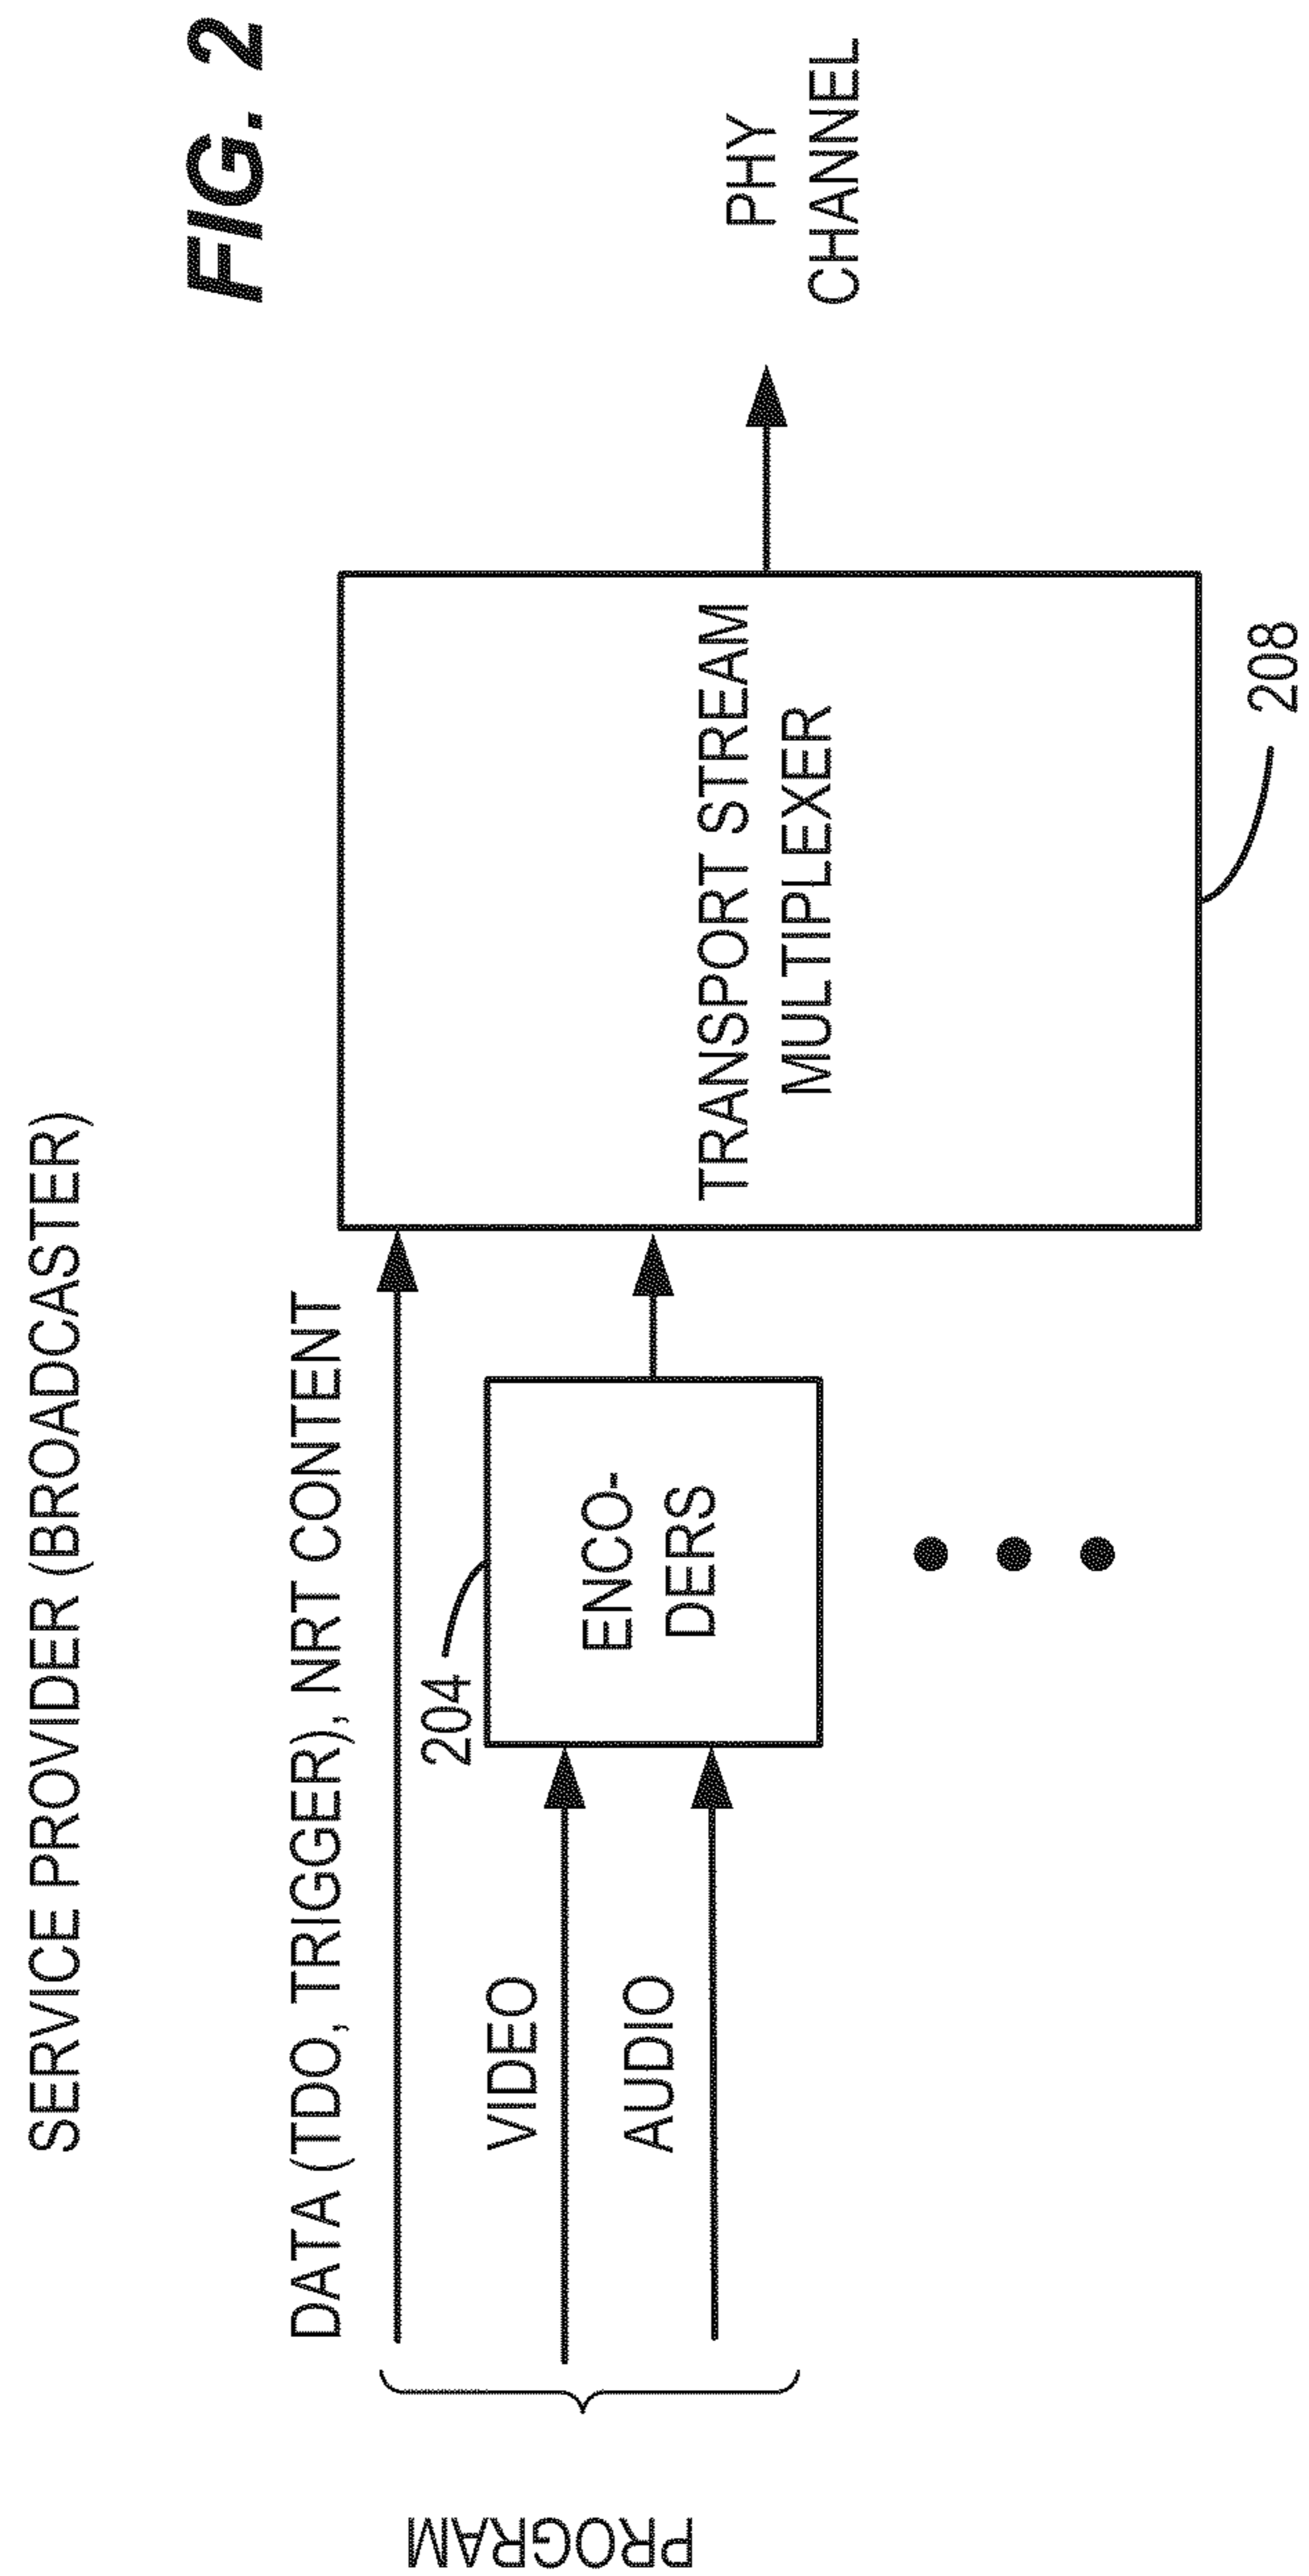 SERVICE PROVIDER (BROADCASTER)
FIG. 2
DATA (TDO, TRIGGER), NRT CONTENT
204
VIDEO
AUDIO
PROGRAM
ENCO-
DERS
TRANSPORT STREAM
MULTIPLEXER
208
PHY
CHANNEL